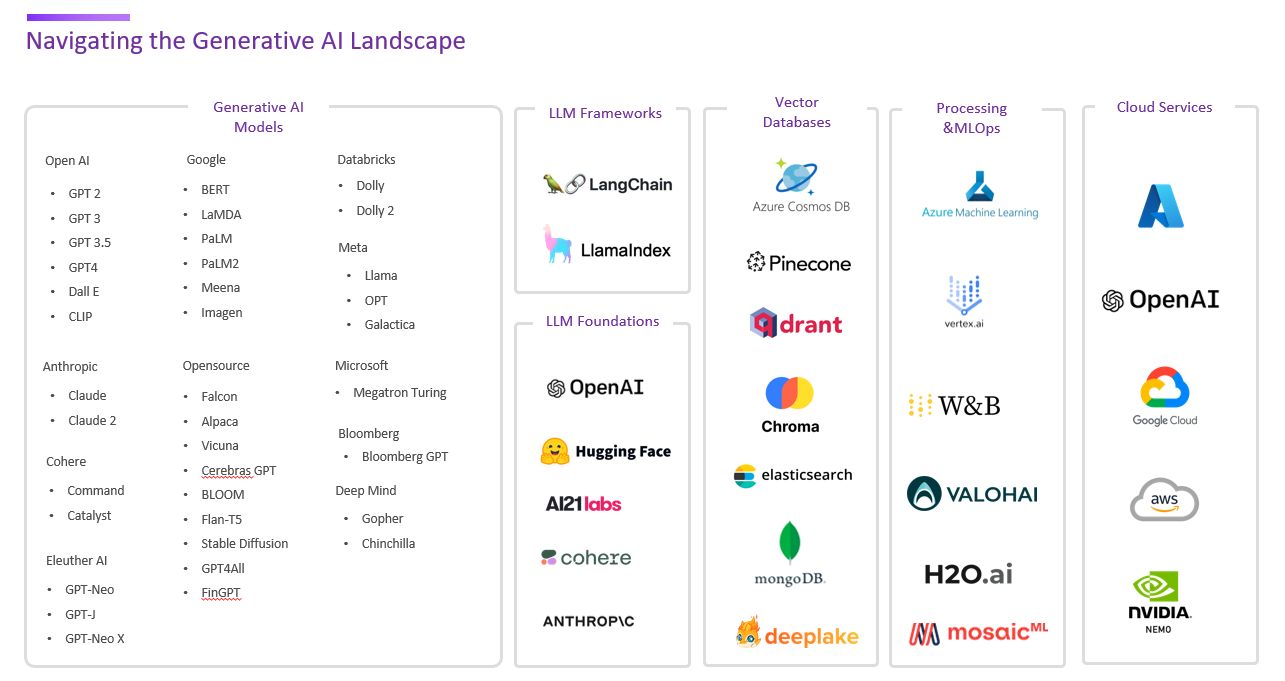 Navigating the Generative AI Landscape
Generative AI
Models
Open AI
• GPT 2
• GPT 3
• GPT 3.5
• GPT4
• Dall E
• CLIP
Anthropic
• Claude
• Claude 2
Cohere
• Command
• Catalyst
Eleuther AI
• GPT-Neo
• GPT-J
• GPT-Neo X
Google
• BERT
• LaMDA
• PaLM
• PaLM2
• Meena
• Imagen
Opensource
• Falcon
• Alpaca
• Vicuna
• Cerebras GPT
• BLOOM
• Flan-T5
• Stable Diffusion
• GPT4All
• FinGPT
Databricks
• Dolly
• Dolly 2
Meta
• Llama
• OPT
• Galactica
Microsoft
• Megatron Turing
Bloomberg
• Bloomberg GPT
Deep Mind
• Gopher
• Chinchilla
LLM Frameworks
LangChain
LlamaIndex
LLM Foundations
OpenAI
Hugging Face
AI21labs
cohere
ANTHROP\C
Vector
Databases
Azure Cosmos DB
Pinecone
qdrant
Chroma
elasticsearch
mongoDB.
deeplake
Processing
&MLOps
Azure Machine Learning
vertex.ai
W&B
VALOHAI
H2O.ai
mosaicML
Cloud Services
OpenAI
Google Cloud
aws
NVIDIA.
NEMO